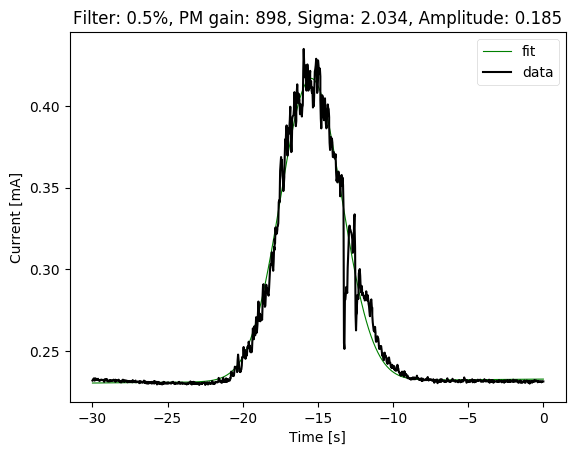 Filter: 0.5%, PM gain: 898, Sigma: 2.034, Amplitude: 0.185
fit
data
0.40
0.35
0.30
0.25
Current [mA]
−30
−25
−20
−15
−10
−5
0
Time [s]